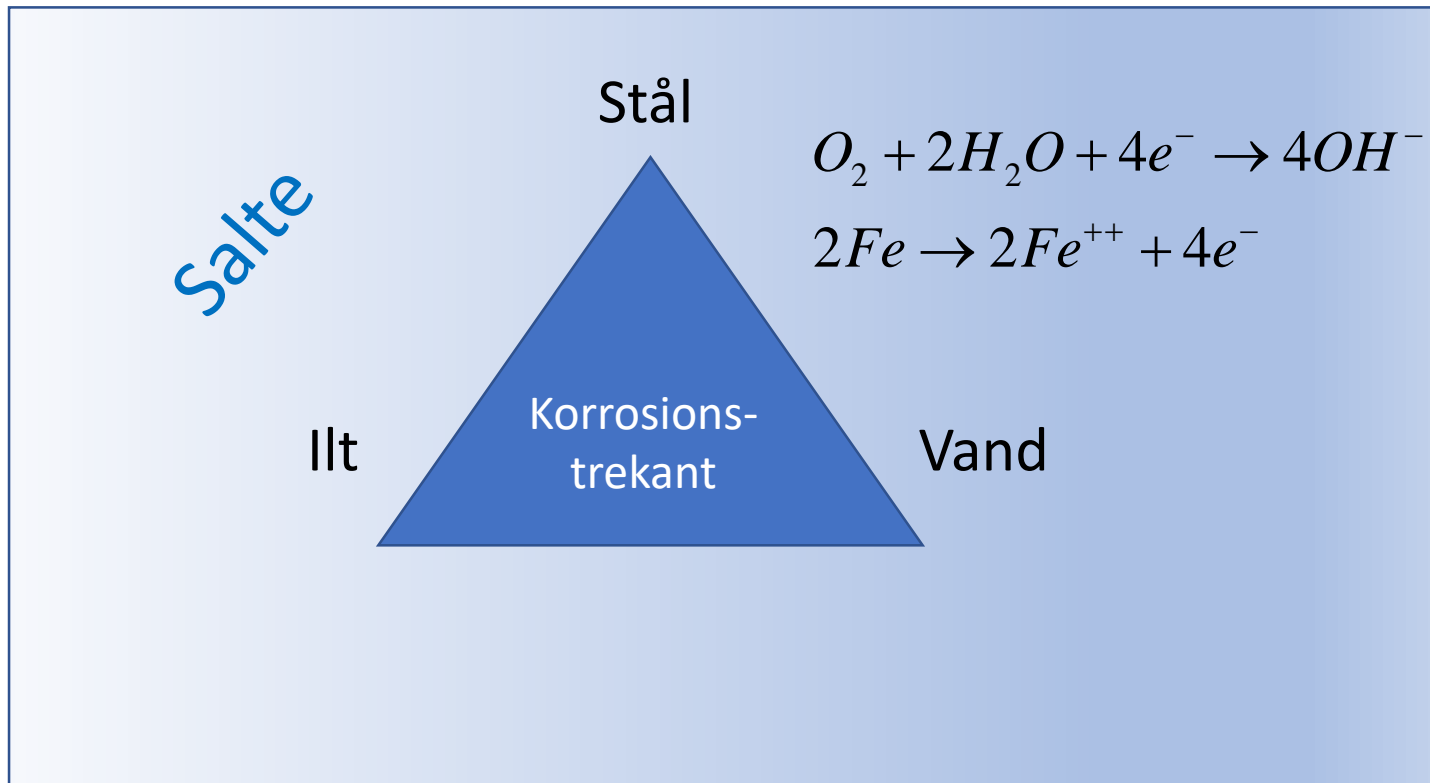 Stål
O₂ + 2H₂O + 4e⁻ → 4OH⁻
2Fe → 2Fe⁺⁺ + 4e⁻
Salte
Ilt
Korrosions-
trekant
Vand